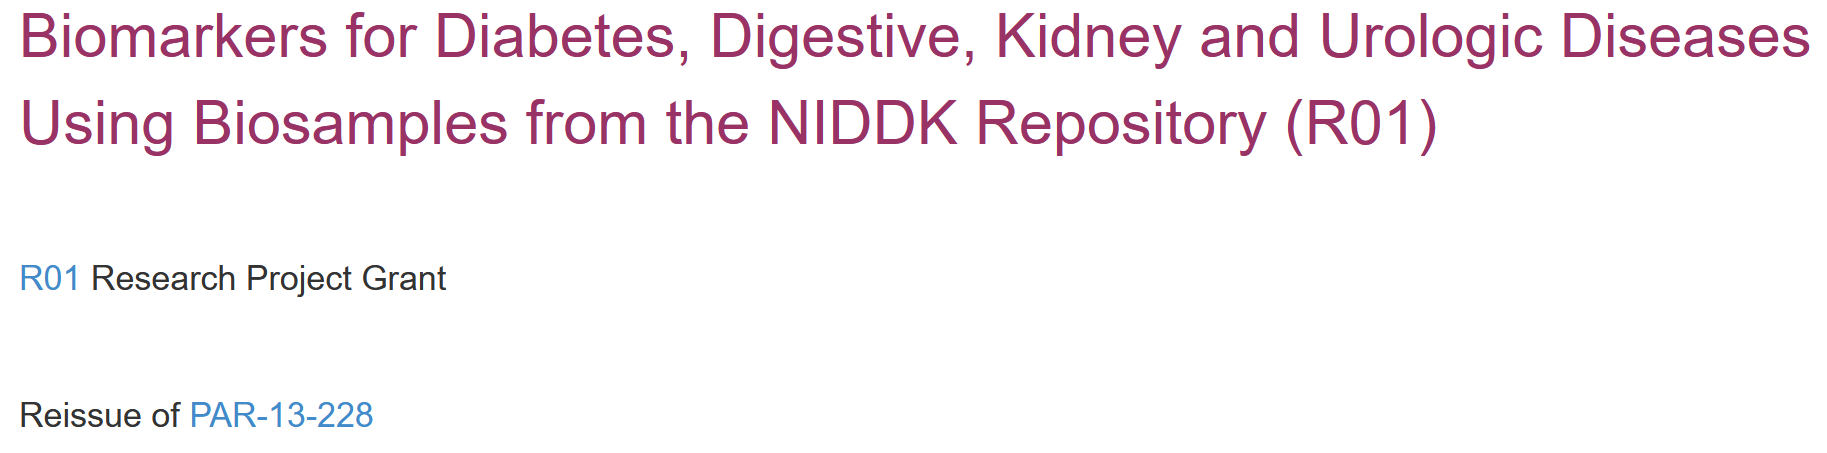 Biomarkers for Diabetes, Digestive, Kidney and Urologic Diseases
Using Biosamples from the NIDDK Repository (R01)
R01 Research Project Grant
Reissue of PAR-13-228